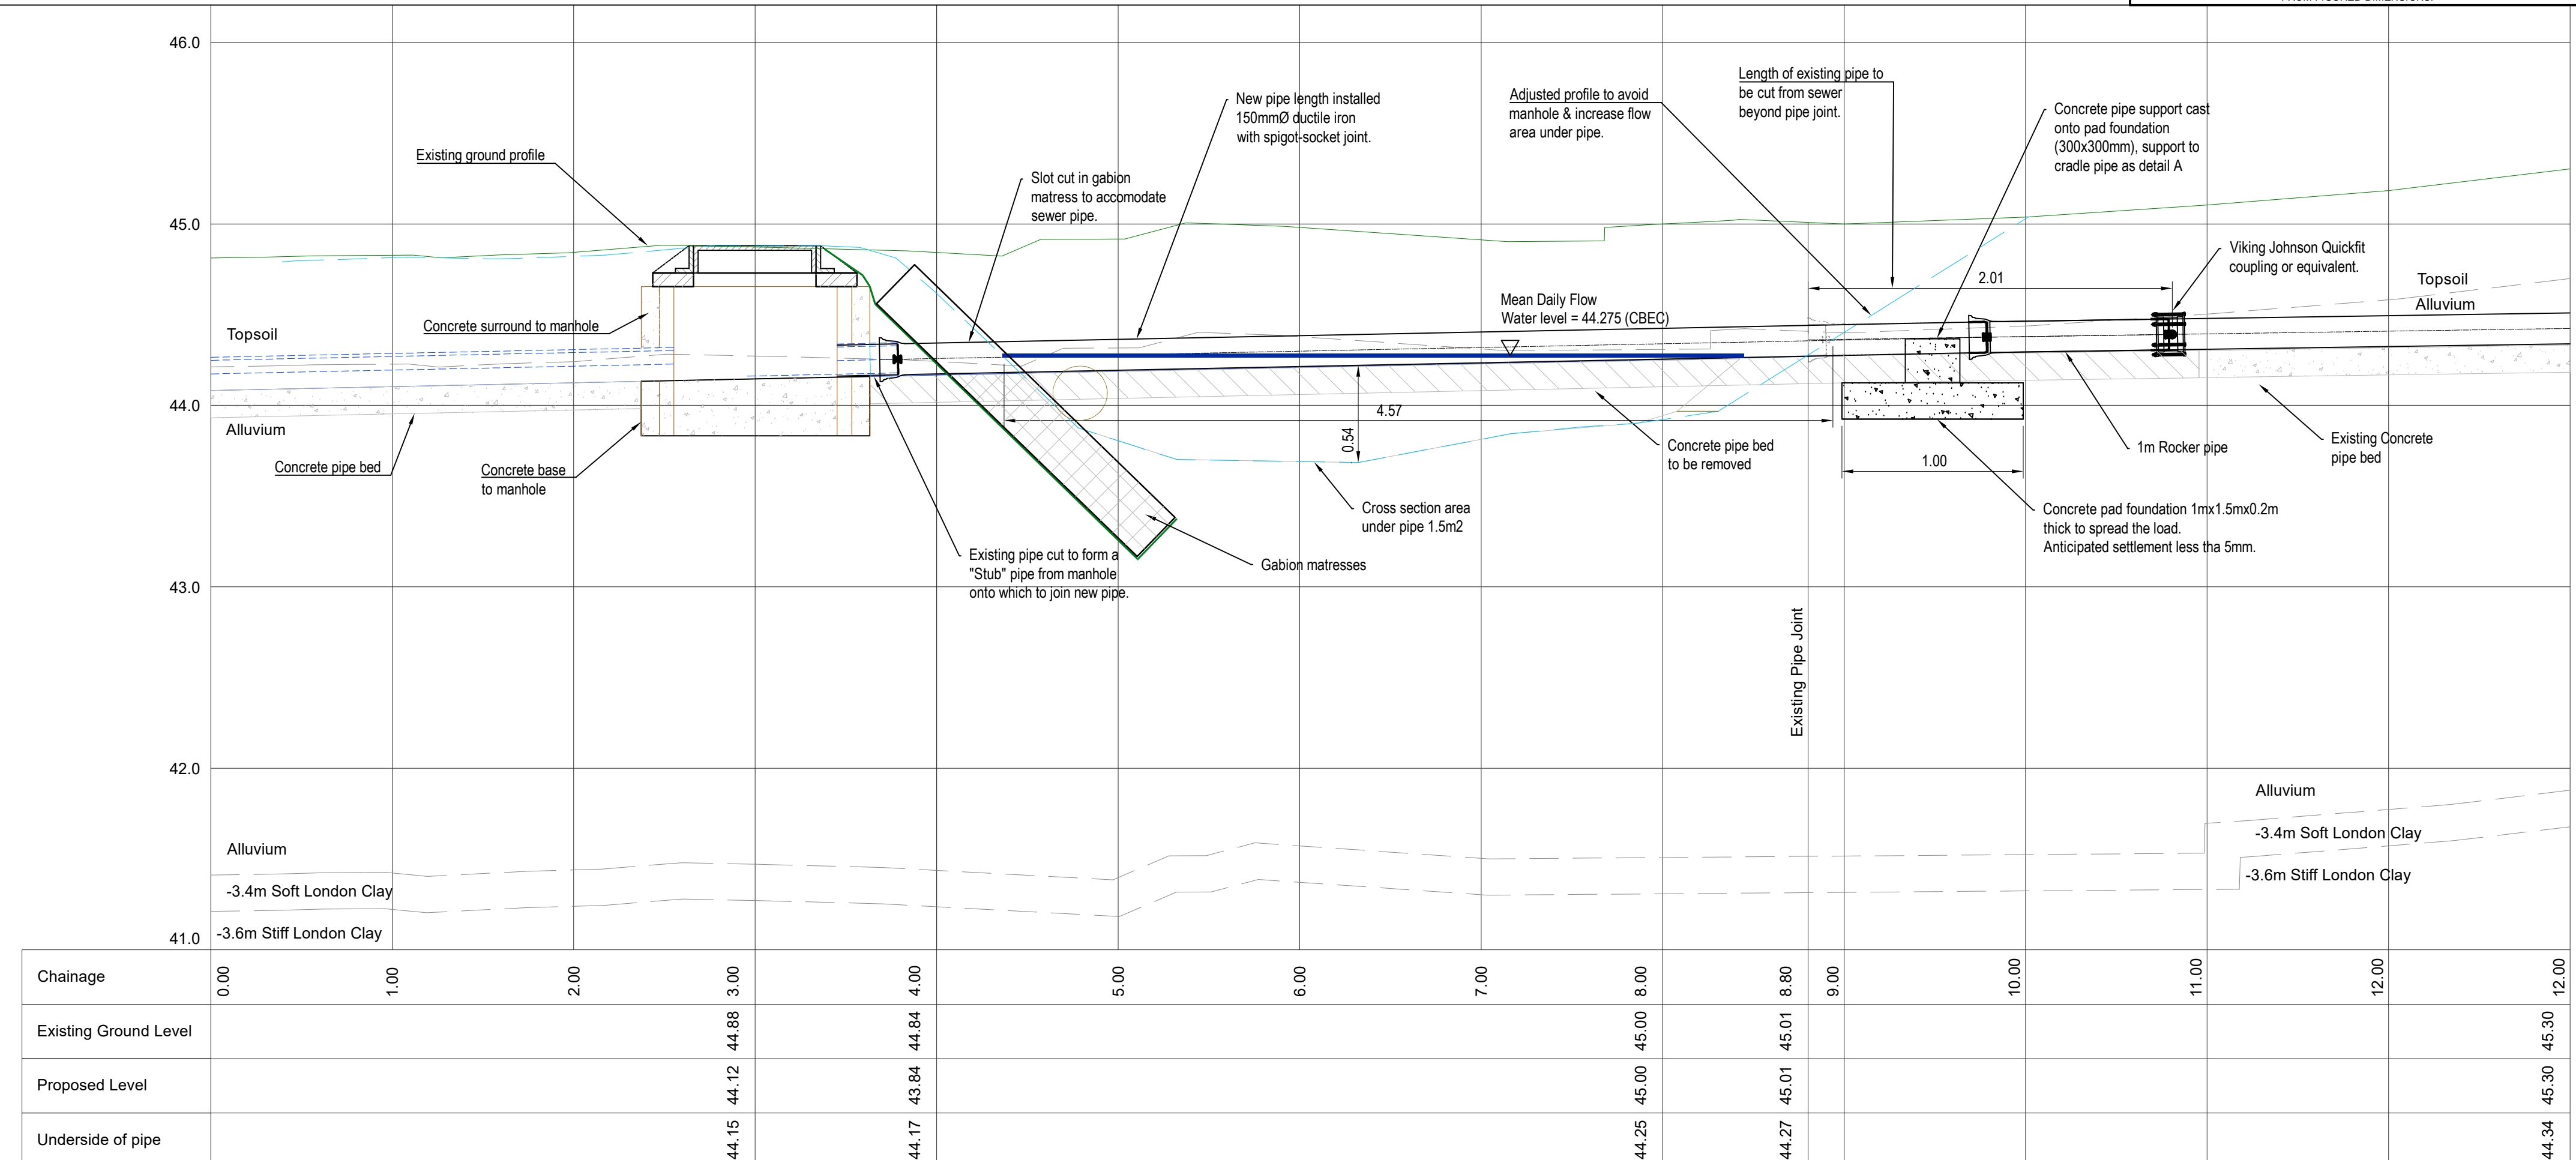 46.0
45.0
44.0
43.0
42.0
41.0
Existing ground profile
Concrete surround to manhole
Topsoil
Alluvium
Concrete pipe bed
Concrete base
to manhole
Slot cut in gabion
matress to accomodate
sewer pipe.
New pipe length installed
150mmØ ductile iron
with spigot-socket joint.
Existing pipe cut to form a
"Stub" pipe from manhole
onto which to join new pipe.
Gabion matresses
Cross section area
under pipe 1.5m2
4.57
0.54
Mean Daily Flow
Water level = 44.275 (CBEC)
Adjusted profile to avoid
manhole & increase flow
area under pipe.
Length of existing pipe to
be cut from sewer
beyond pipe joint.
2.01
Concrete pipe support cast
onto pad foundation
(300x300mm), support to
cradle pipe as detail A
Viking Johnson Quickfit
coupling or equivalent.
Topsoil
Alluvium
Concrete pipe bed
to be removed
1.00
1m Rocker pipe
Existing Concrete
pipe bed
Concrete pad foundation 1mx1.5mx0.2m
thick to spread the load.
Anticipated settlement less tha 5mm.
Existing Pipe Joint
Alluvium
-3.4m Soft London Clay
-3.6m Stiff London Clay
Alluvium
-3.4m Soft London Clay
-3.6m Stiff London Clay
Chainage 0.00 1.00 2.00 3.00 4.00 5.00 6.00 7.00 8.00 8.80 9.00 10.00 11.00 12.00 12.00
Existing Ground Level 44.88 44.84 45.00 45.01 45.30
Proposed Level 44.12 43.84 45.00 45.01 45.30
Underside of pipe 44.15 44.17 44.25 44.27 44.34